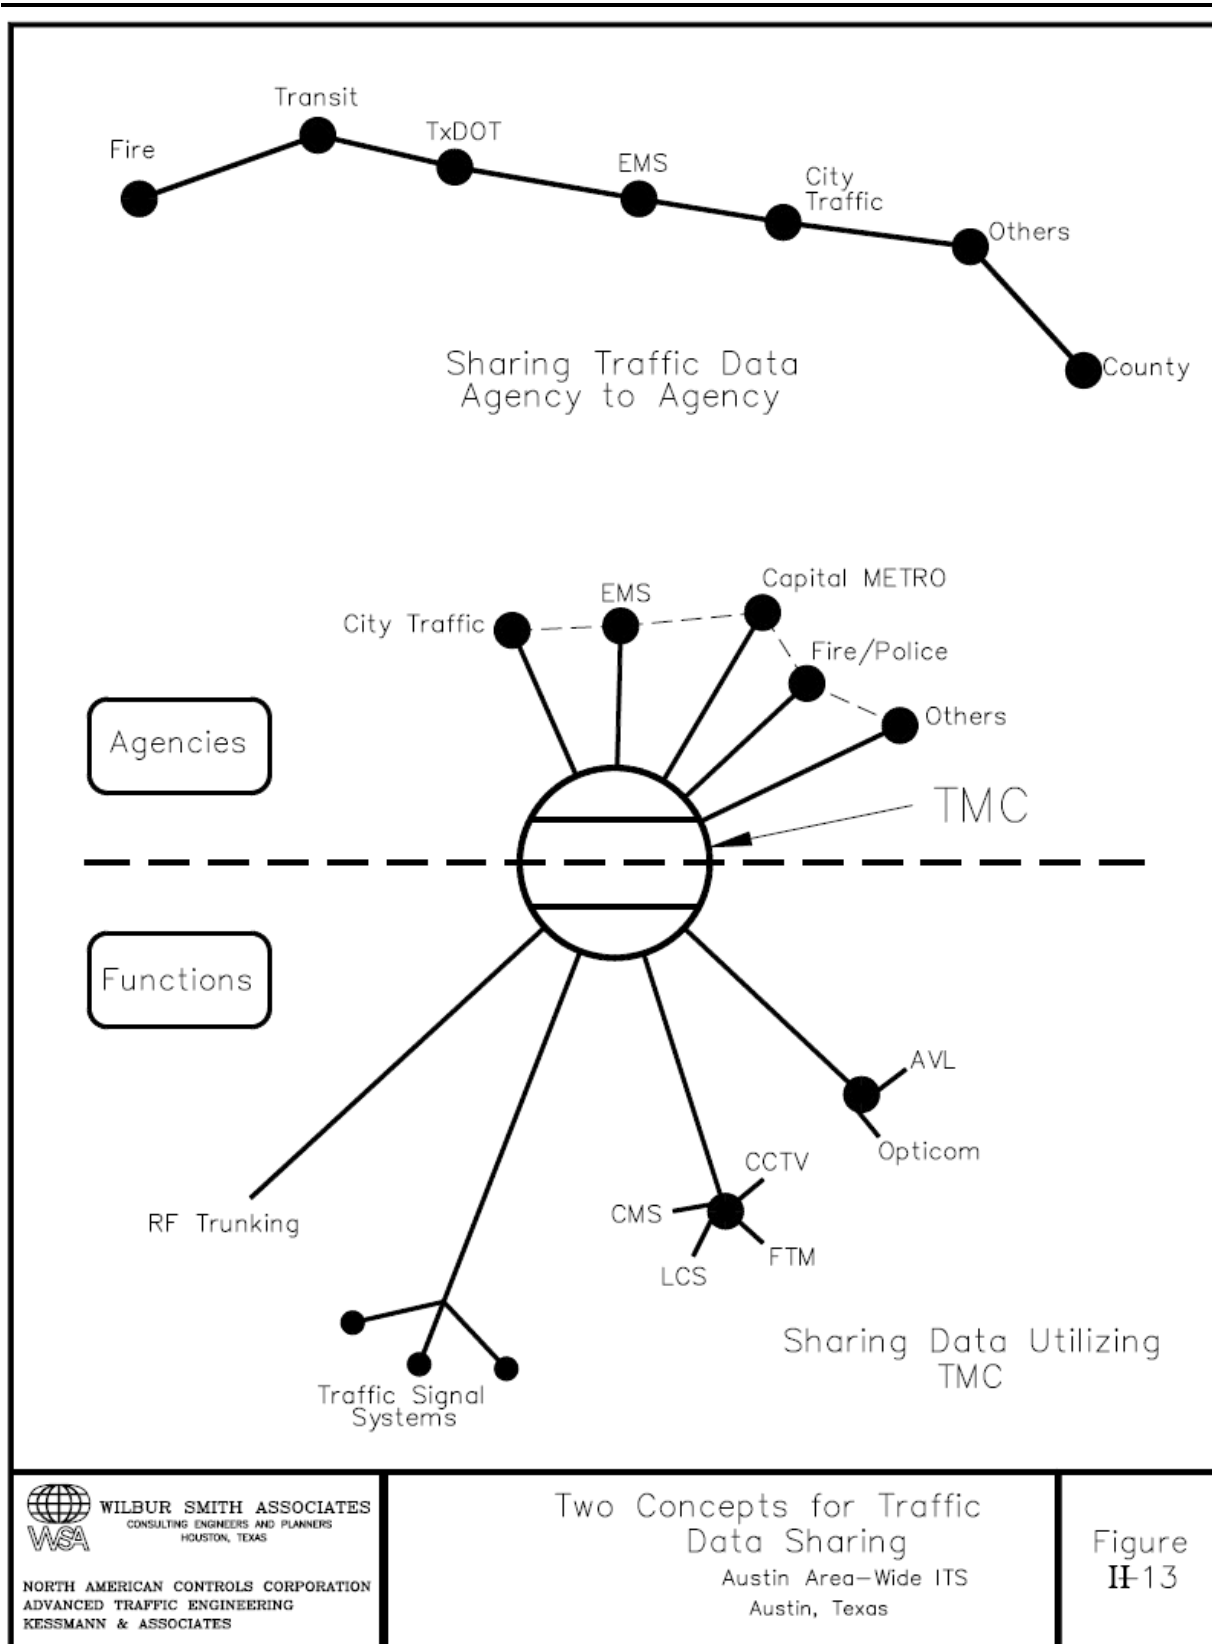 Transit
TxDOT
Fire
EMS
City
Traffic
Others
Sharing Traffic Data
Agency to Agency
County
Capital METRO
EMS
City Traffic
Fire/Police
Others
Agencies
TMC
Functions
AVL
Opticom
CCTV
CMS
RF Trunking
FTM
LCS
Sharing Data Utilizing
TMC
Traffic Signal
Systems
WSA
WILBUR SMITH ASSOCIATES
CONSULTING ENGINEERS AND PLANNERS
HOUSTON, TEXAS
NORTH AMERICAN CONTROLS CORPORATION
ADVANCED TRAFFIC ENGINEERING
KESSMANN & ASSOCIATES
Two Concepts for Traffic
Data Sharing
Austin Area-Wide ITS
Austin, Texas
Figure
II-13